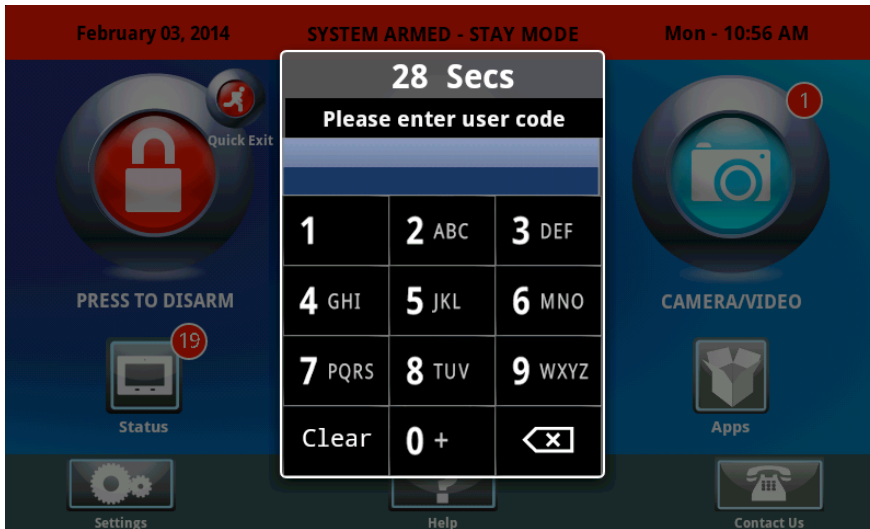 February 03, 2014
SYSTEM ARMED - STAY MODE
Mon - 10:56 AM
28 Secs
Please enter user code
Quick Exit
1
1
2 ABC
3 DEF
4 GHI
5 JKL
6 MNO
7 PQRS
8 TUV
9 WXYZ
Clear
0 +
PRESS TO DISARM
CAMERA/VIDEO
19
Status
Apps
Settings
Help
Contact Us